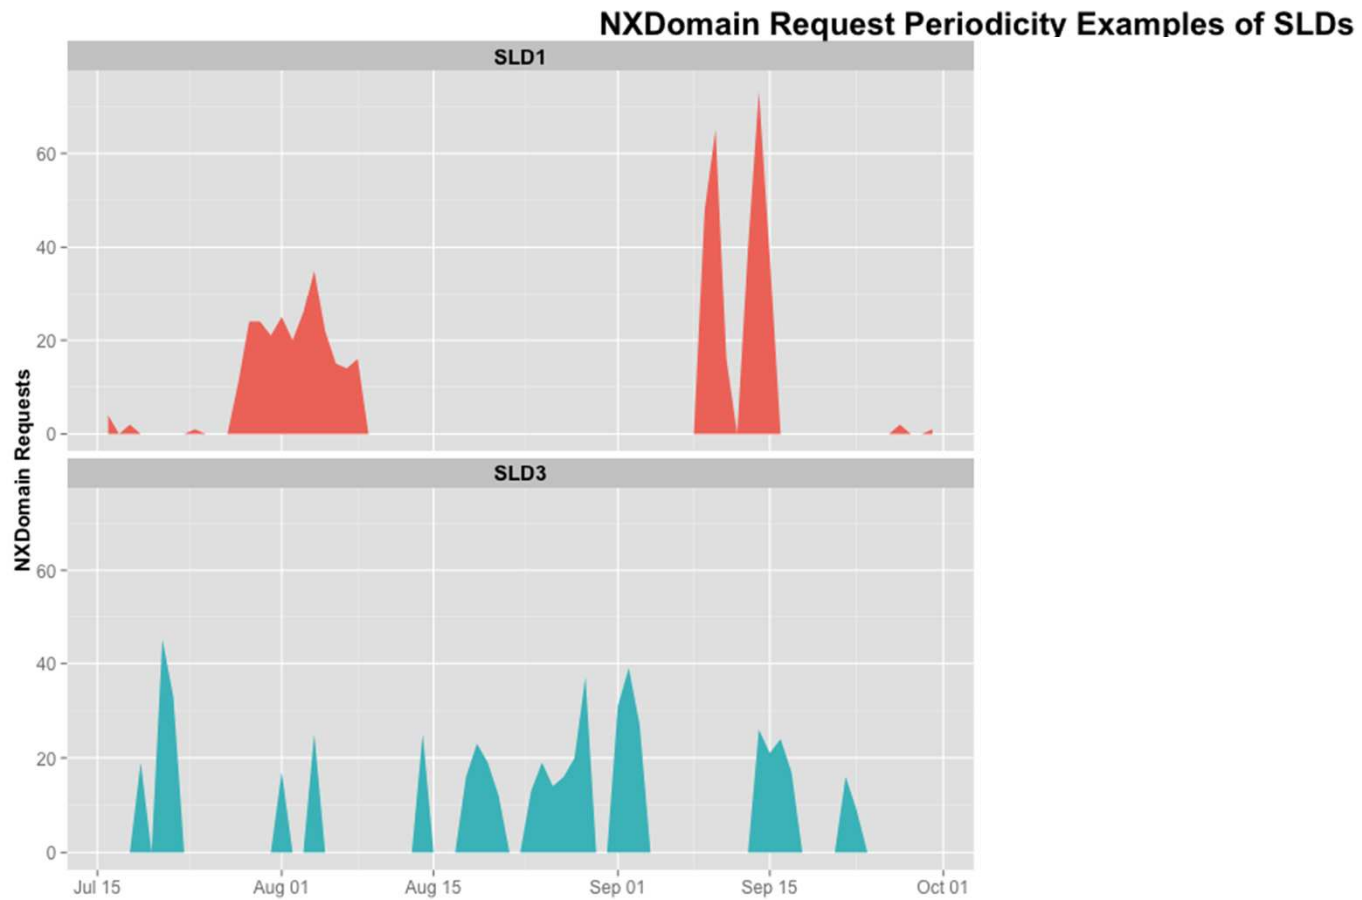 NXDomain Request Periodicity Examples of SLDs
SLD1
60
40
20
0
NXDomain Requests
SLD3
60
40
20
0
Jul 15 Aug 01 Aug 15 Sep 01 Sep 15 Oct 01